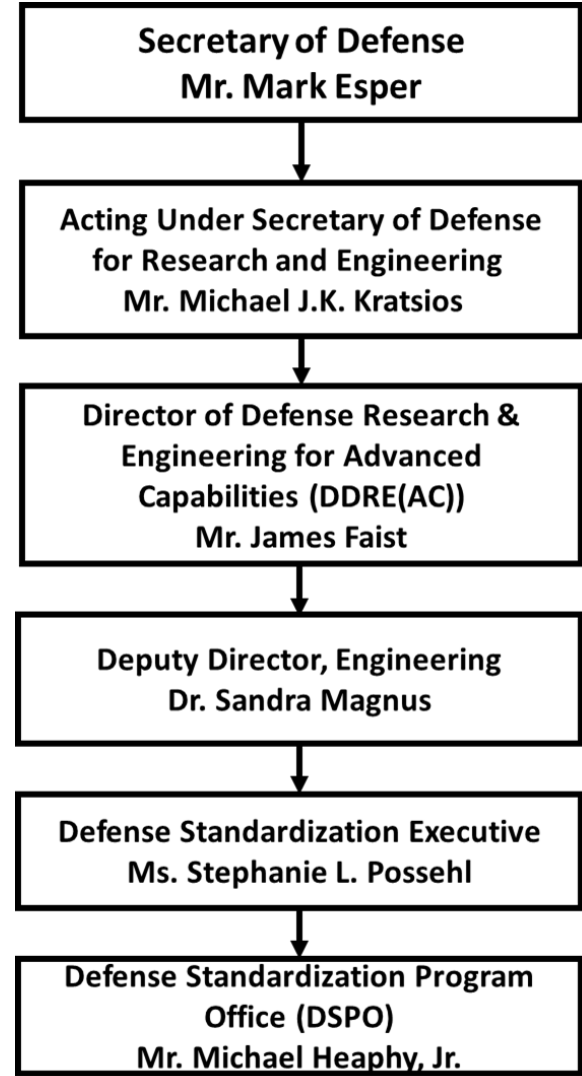 Secretary of Defense
Mr. Mark Esper
Acting Under Secretary of Defense
for Research and Engineering
Mr. Michael J.K. Kratsios
Director of Defense Research &
Engineering for Advanced
Capabilities (DDRE(AC))
Mr. James Faist
Deputy Director, Engineering
Dr. Sandra Magnus
Defense Standardization Executive
Ms. Stephanie L. Possehl
Defense Standardization Program
Office (DSPO)
Mr. Michael Heaphy, Jr.